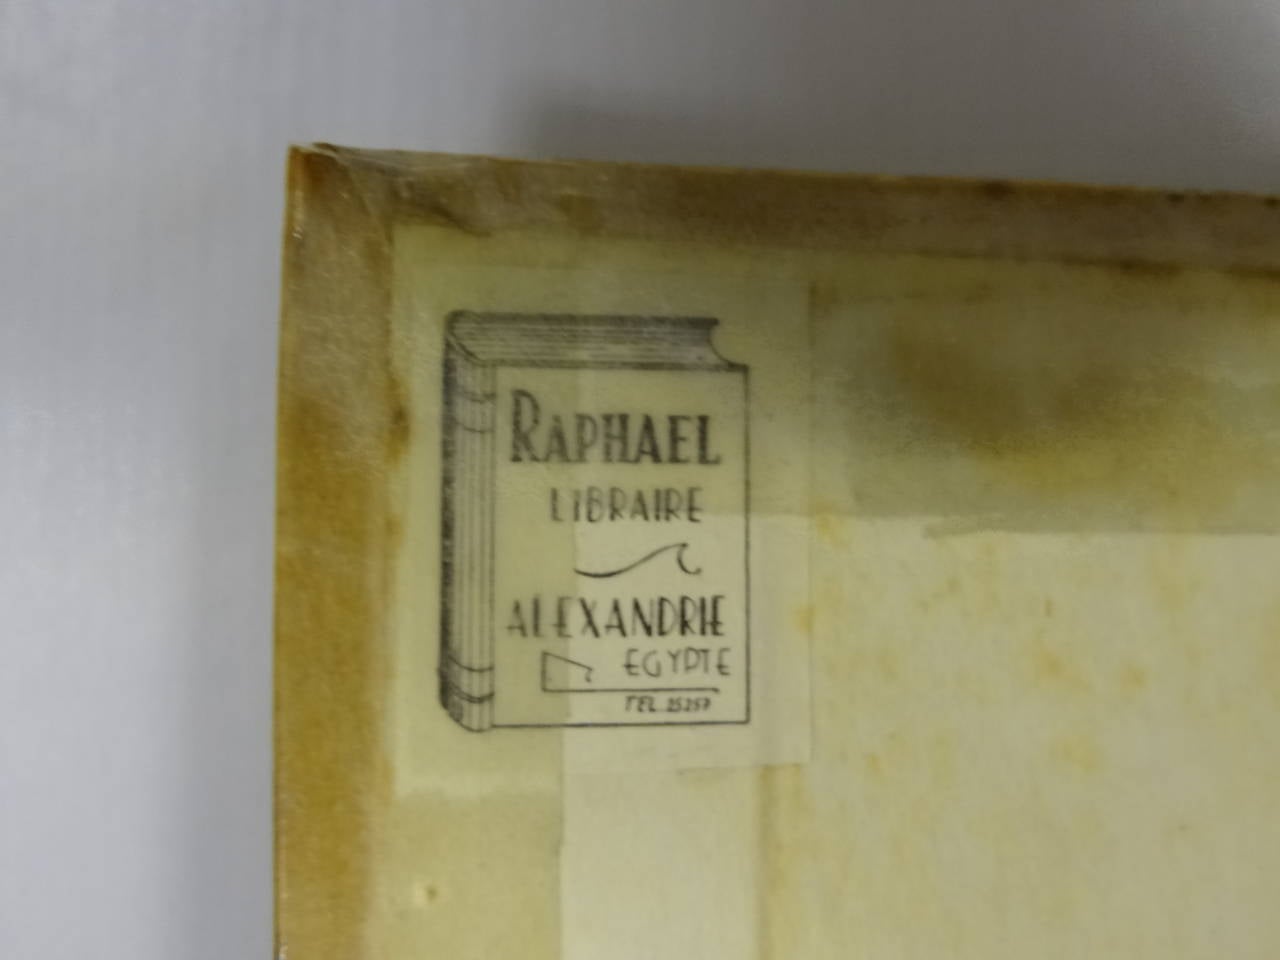 RAPHAEL
LIBRAIRE
ALEXANDRIE
EGYPTE
TEL. 25257